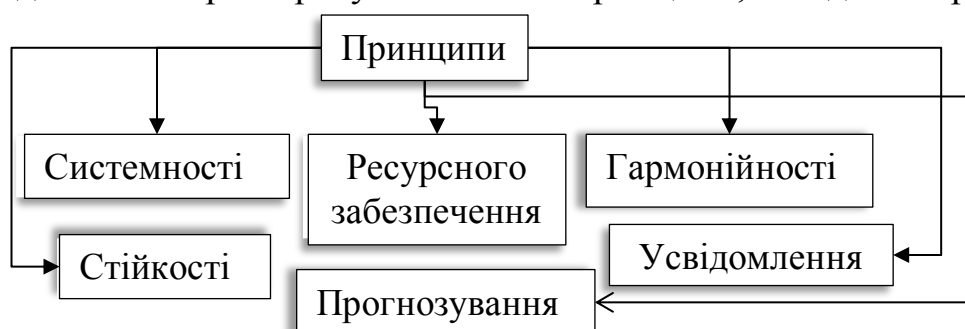 Принципи
Системності
Ресурсного
забезпечення
Гармонійності
Стійкості
Усвідомлення
Прогнозування